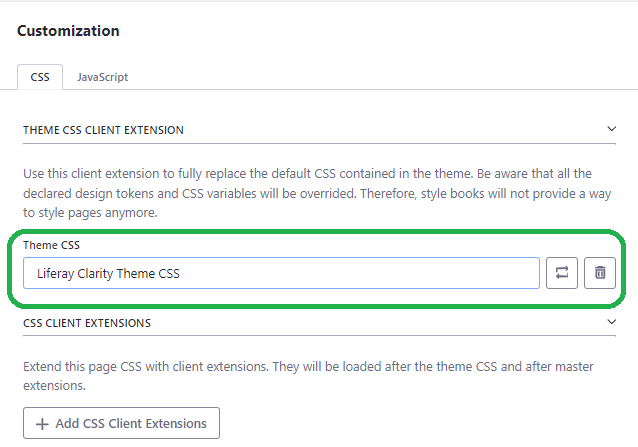 Customization
CSS
JavaScript
THEME CSS CLIENT EXTENSION
Use this client extension to fully replace the default CSS contained in the theme. Be aware that all the
declared design tokens and CSS variables will be overrided. Therefore, style books will not provide a way
to style pages anymore.
Theme CSS
Liferay Clarity Theme CSS
CSS CLIENT EXTENSIONS
Extend this page CSS with client extensions. They will be loaded after the theme CSS and after master
extensions.
Add CSS Client Extensions